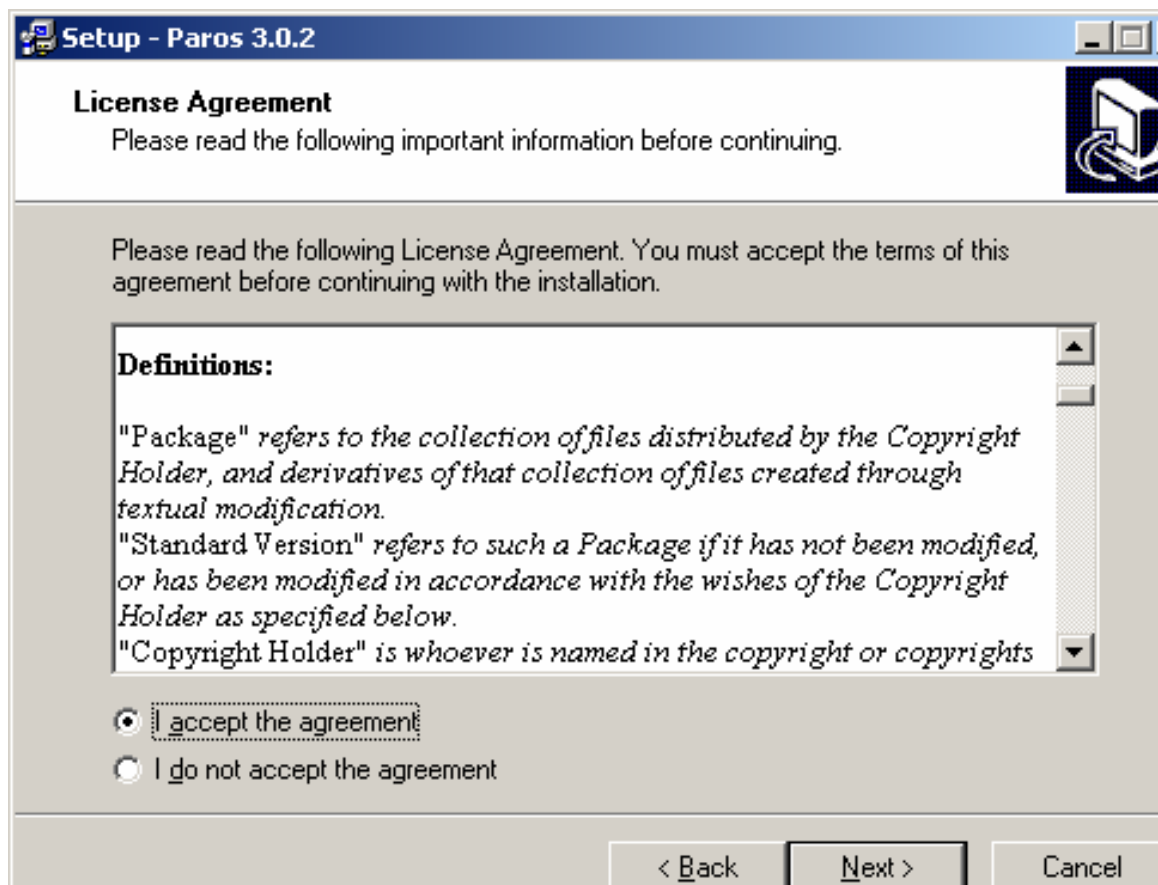 Setup - Paros 3.0.2
License Agreement
Please read the following important information before continuing.
Please read the following License Agreement. You must accept the terms of this
agreement before continuing with the installation.
Definitions:
"Package" refers to the collection of files distributed by the Copyright
Holder, and derivatives of that collection of files created through
textual modification.
"Standard Version" refers to such a Package if it has not been modified,
or has been modified in accordance with the wishes of the Copyright
Holder as specified below.
"Copyright Holder" is whoever is named in the copyright or copyrights
I accept the agreement
I do not accept the agreement
< Back
Next >
Cancel